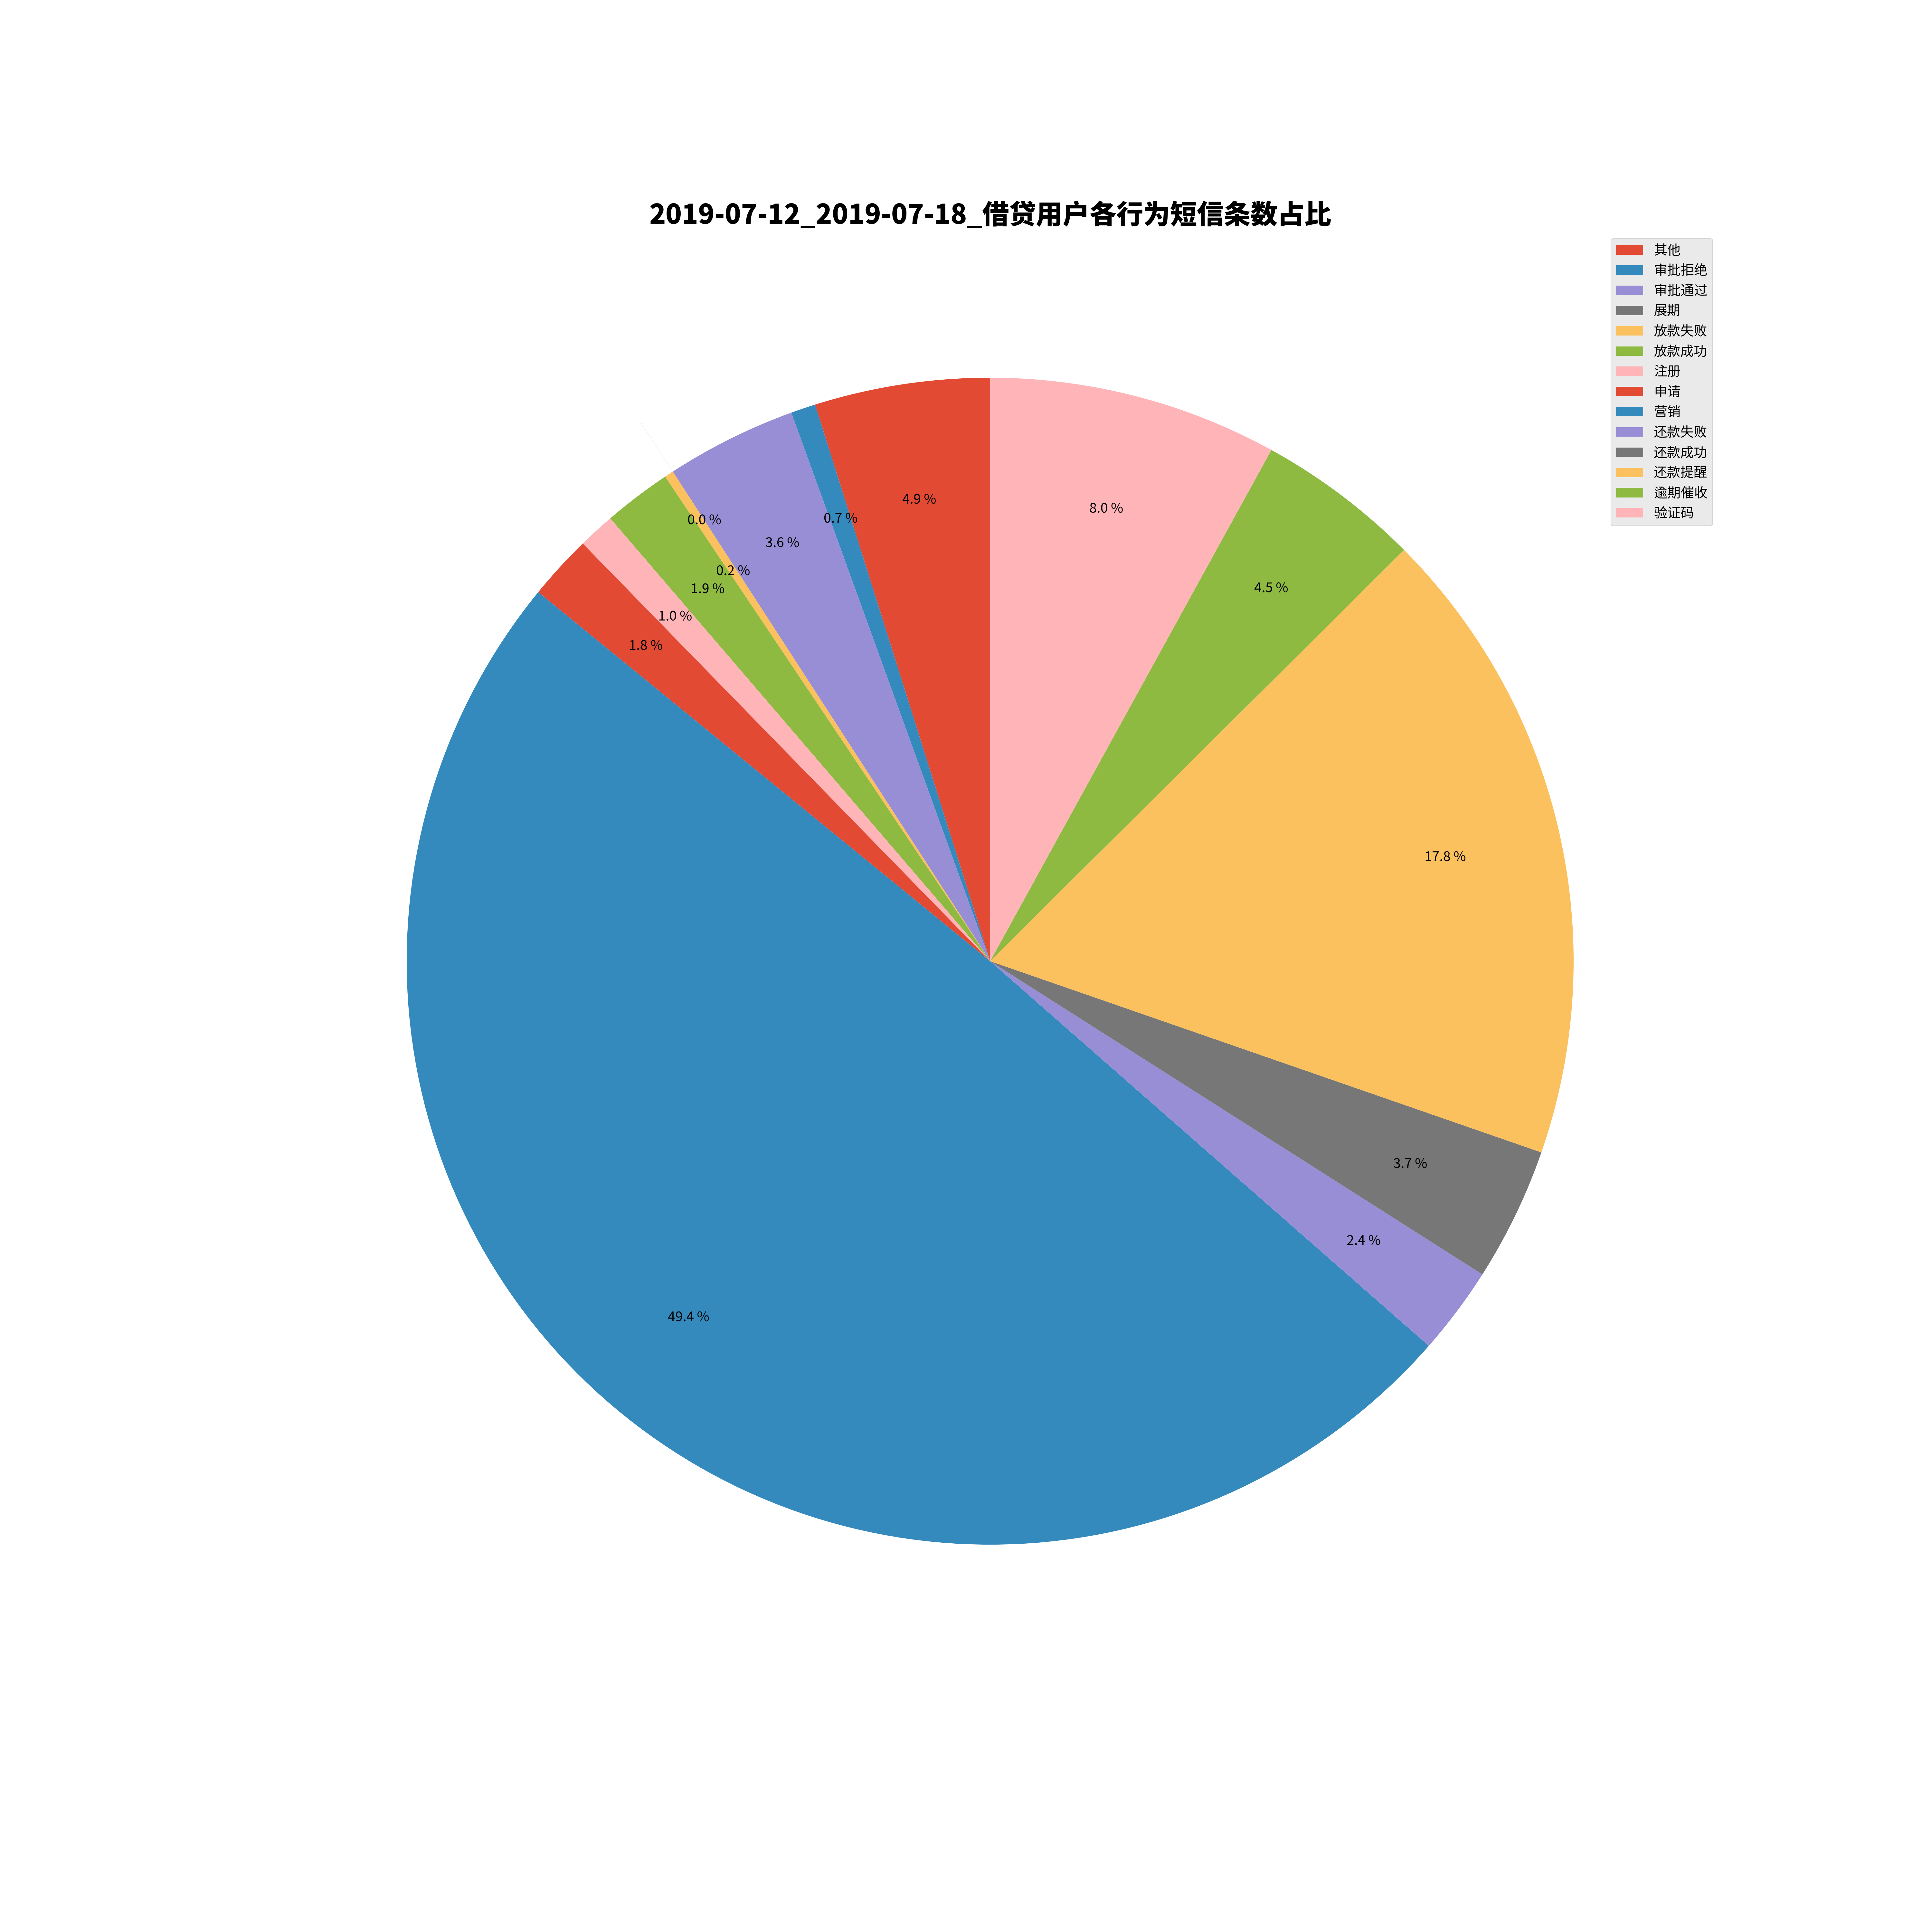 2019-07-12_2019-07-18_借贷用户各行为短信条数占比
其他
审批拒绝
审批通过
展期
放款失败
放款成功
注册
申请
营销
还款失败
还款成功
还款提醒
逾期催收
验证码
4.9 %
8.0 %
0.7 %
0.0 %
3.6 %
0.2 %
1.9 %
4.5 %
1.0 %
1.8 %
17.8 %
3.7 %
2.4 %
49.4 %